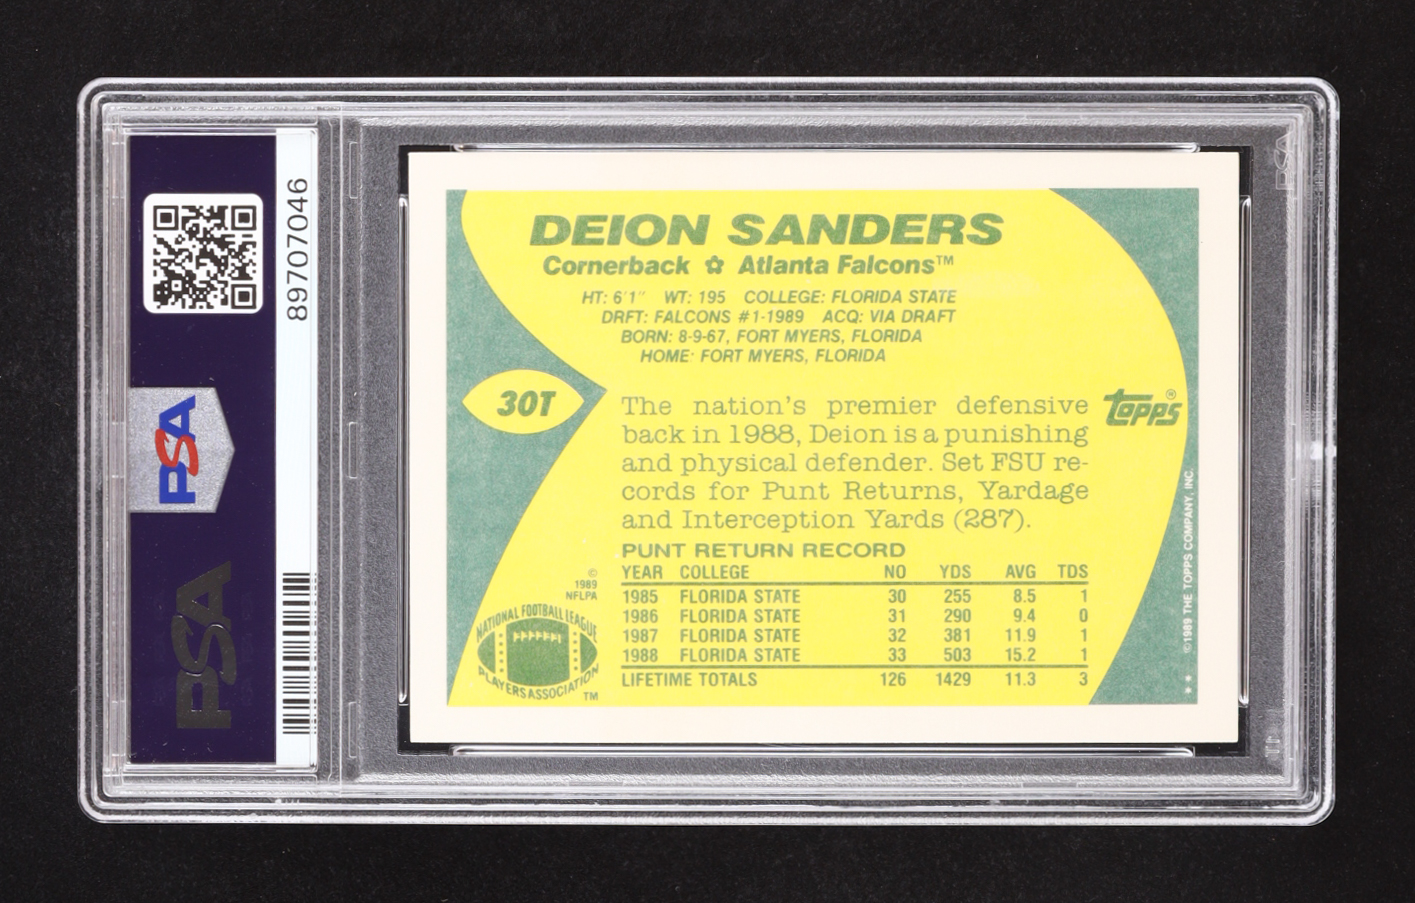 DEION SANDERS
Cornerback ✩ Atlanta Falcons™
HT: 6'1" WT: 195 COLLEGE: FLORIDA STATE
DRFT: FALCONS #1-1989 ACQ: VIA DRAFT
BORN: 8-9-67, FORT MYERS, FLORIDA
HOME: FORT MYERS, FLORIDA
30T
The nation's premier defensive
back in 1988, Deion is a punishing
and physical defender. Set FSU re-
cords for Punt Returns, Yardage
and Interception Yards (287).
topps®
PUNT RETURN RECORD
YEAR COLLEGE NO YDS AVG TDS
1985 FLORIDA STATE 30 255 8.5 1
1986 FLORIDA STATE 31 290 9.4 0
1987 FLORIDA STATE 32 381 11.9 1
1988 FLORIDA STATE 33 503 15.2 1
LIFETIME TOTALS 126 1429 11.3 3
©
1989
NFLPA
NATIONAL FOOTBALL LEAGUE
PLAYERS ASSOCIATION
TM
©1989 THE TOPPS COMPANY, INC.
**
89707046
PSA
PSA
PSA